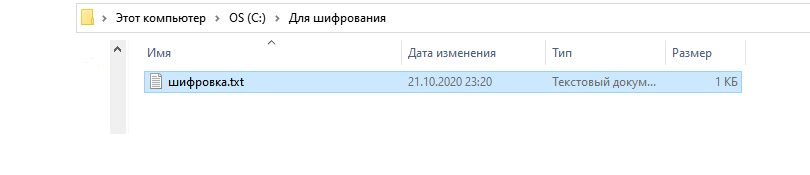 Этот компьютер > OS (C:) > Для шифрования
Имя Дата изменения Тип Размер
шифровка.txt 21.10.2020 23:20 Текстовый докум... 1 КБ